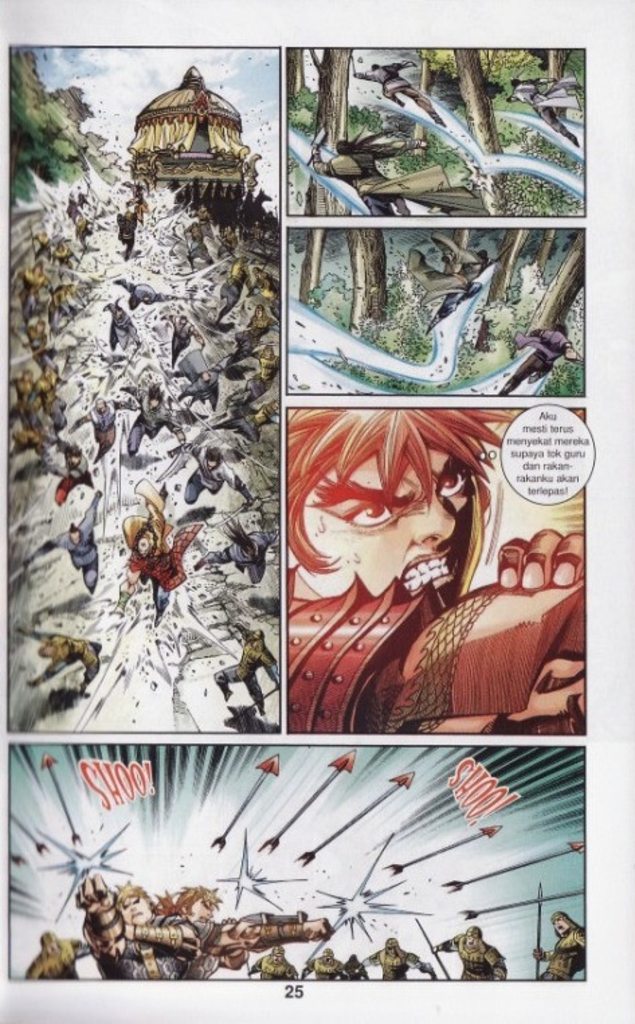 Aku
mesti terus
menyekat mereka
supaya tok guru
dan rakan-
rakanku akan
terlepas!
SHOO!
SHOO!
25